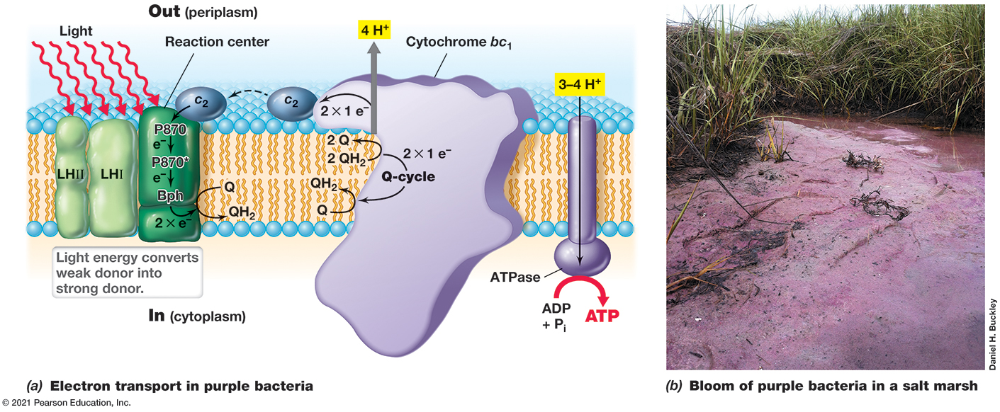 Out (periplasm)
Light
Reaction center
4 H⁺
Cytochrome bc₁
3–4 H⁺
c₂
c₂
2 × 1 e⁻
P870
e⁻
P870*
e⁻
Bph
2 × e⁻
LHII
LHI
Q
QH₂
2 Q
2 QH₂
2 × 1 e⁻
Q-cycle
QH₂
Q
Light energy converts
weak donor into
strong donor.
In (cytoplasm)
ATPase
ADP
+ Pᵢ
ATP
(a) Electron transport in purple bacteria
Daniel H. Buckley
(b) Bloom of purple bacteria in a salt marsh
© 2021 Pearson Education, Inc.